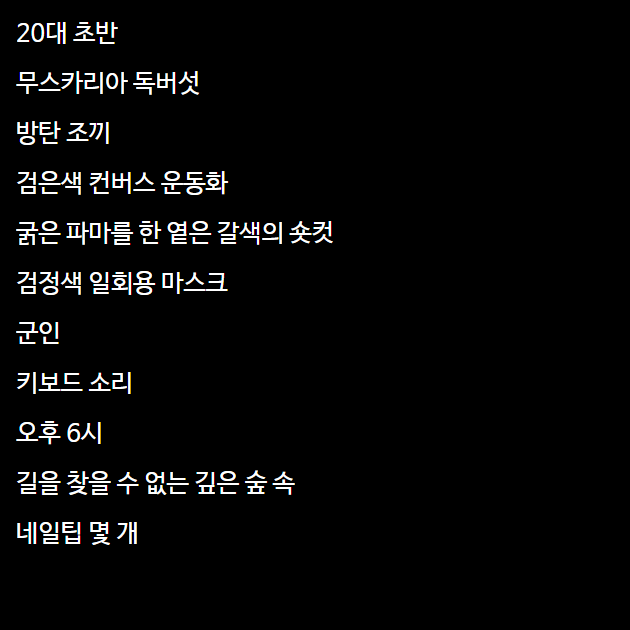 20대 초반
무스카리아 독버섯
방탄 조끼
검은색 컨버스 운동화
굵은 파마를 한 옅은 갈색의 숏컷
검정색 일회용 마스크
군인
키보드 소리
오후 6시
길을 찾을 수 없는 깊은 숲 속
네일팁 몇 개